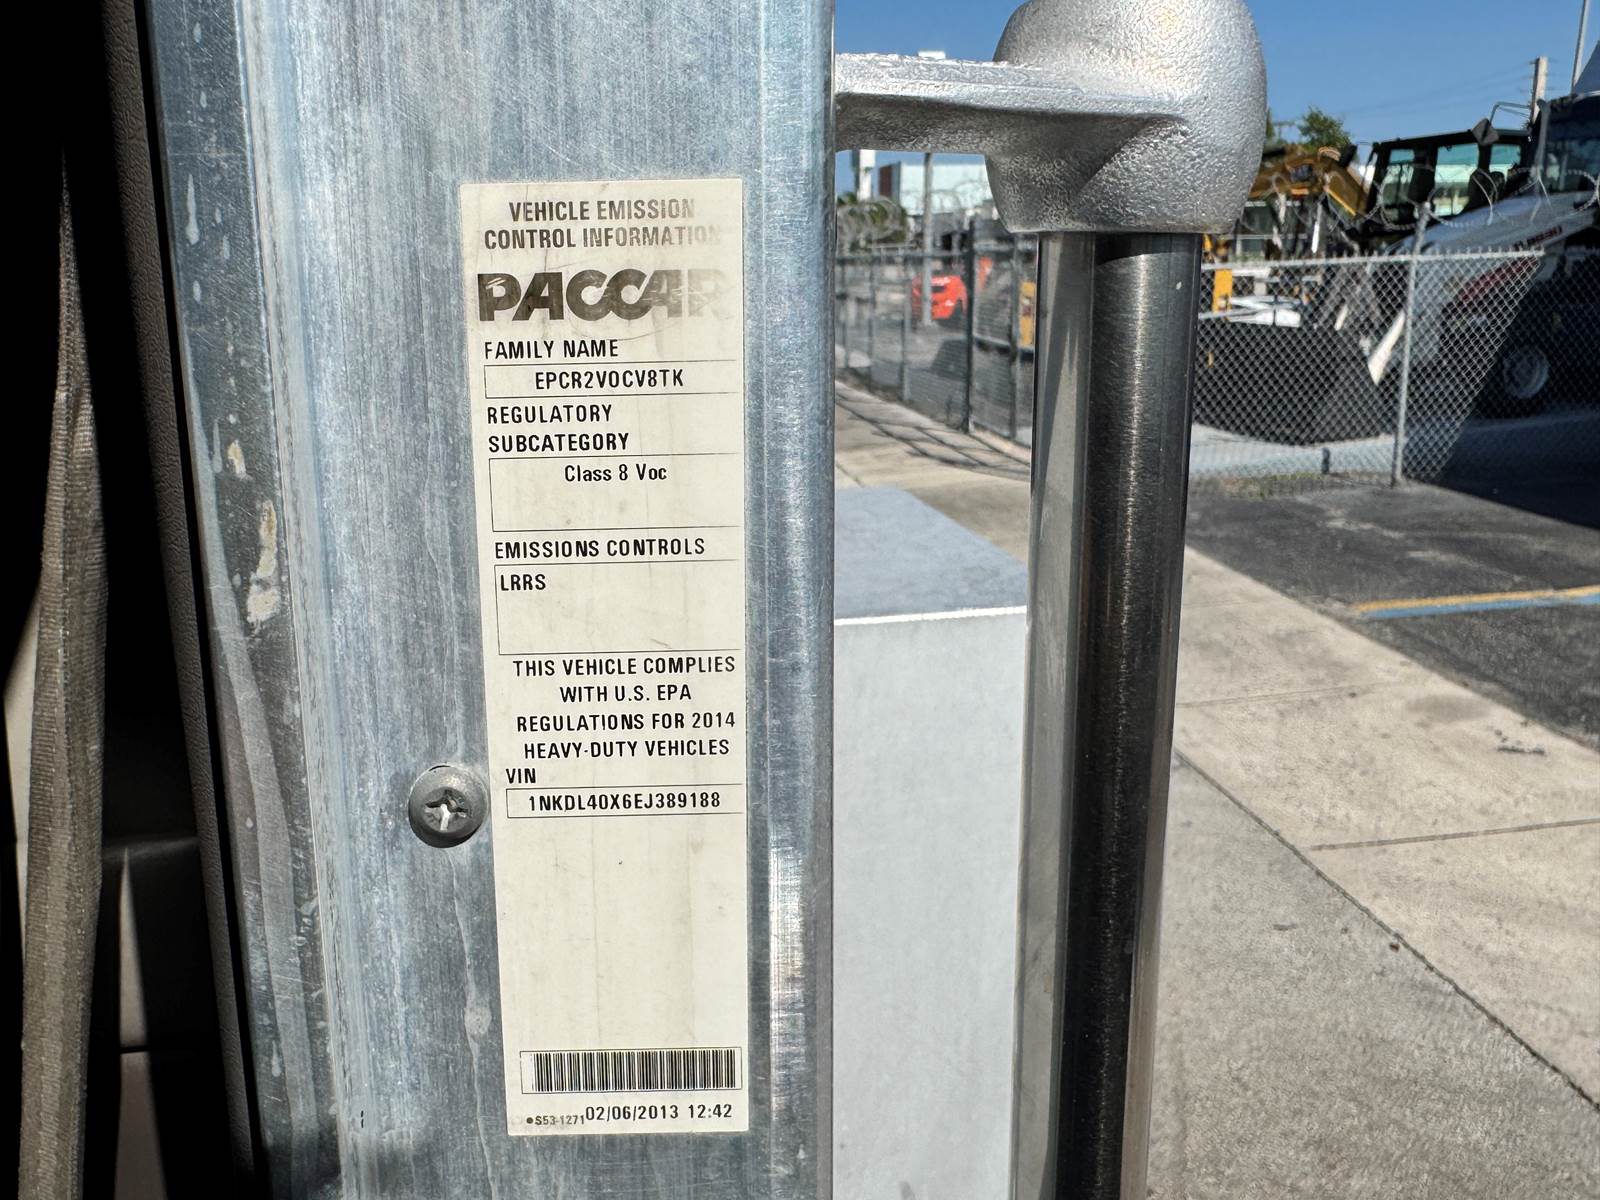 VEHICLE EMISSION
CONTROL INFORMATION
PACCAR
FAMILY NAME
EPCR2VOCV8TK
REGULATORY
SUBCATEGORY
Class 8 Voc
EMISSIONS CONTROLS
LRRS
THIS VEHICLE COMPLIES
WITH U.S. EPA
REGULATIONS FOR 2014
HEAVY-DUTY VEHICLES
VIN
1NKDL40X6EJ389188
S53-1271 02/06/2013 12:42